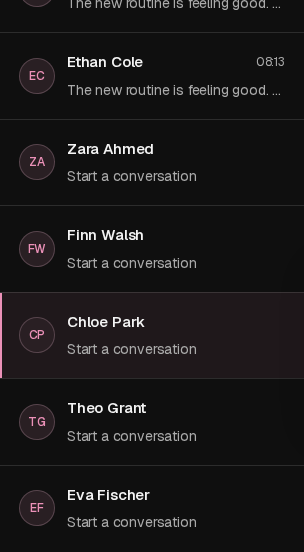 The new routine is feeling good. ...
EC
Ethan Cole
08:13
The new routine is feeling good. ...
ZA
Zara Ahmed
Start a conversation
FW
Finn Walsh
Start a conversation
CP
Chloe Park
Start a conversation
TG
Theo Grant
Start a conversation
EF
Eva Fischer
Start a conversation